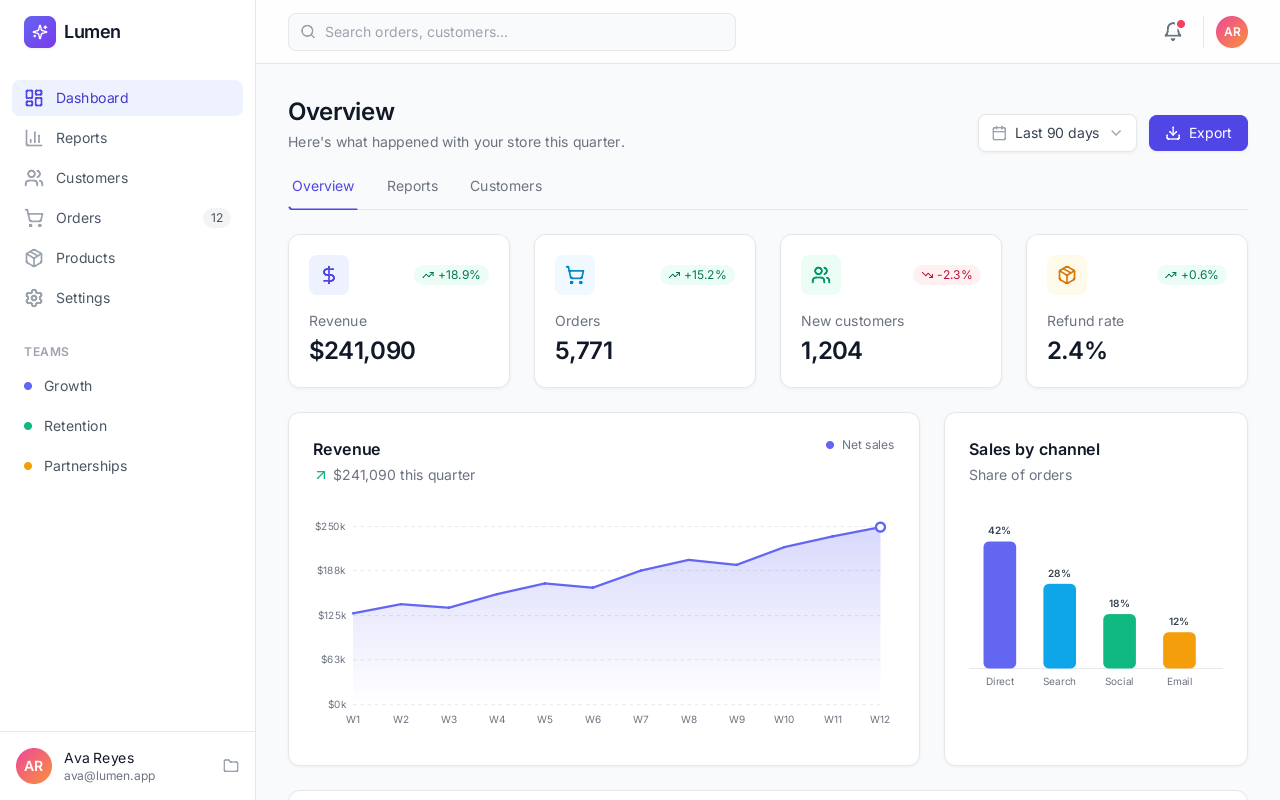 Lumen
Search orders, customers...
AR
Dashboard
Reports
Customers
Orders
12
Products
Settings
TEAMS
Growth
Retention
Partnerships
AR
Ava Reyes
ava@lumen.app
Overview
Here's what happened with your store this quarter.
Last 90 days
Export
Overview
Reports
Customers
+18.9%
Revenue
$241,090
+15.2%
Orders
5,771
-2.3%
New customers
1,204
+0.6%
Refund rate
2.4%
Revenue
Net sales
$241,090 this quarter
$250k
$188k
$125k
$63k
$0k
W1 W2 W3 W4 W5 W6 W7 W8 W9 W10 W11 W12
Sales by channel
Share of orders
42%
28%
18%
12%
Direct Search Social Email